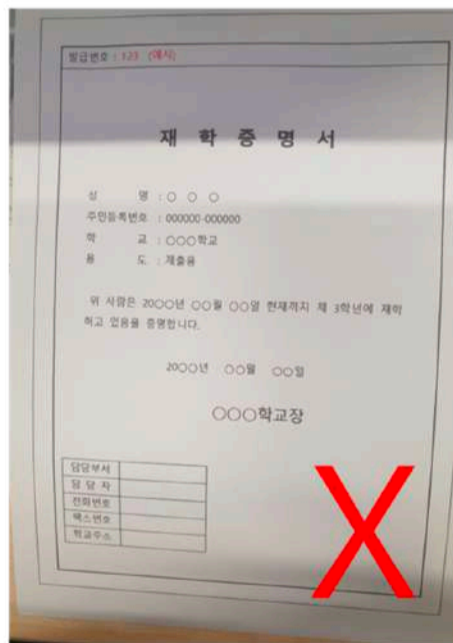 발급번호 : 123 (예시)
재 학 증 명 서
성 명 : ○ ○ ○
주민등록번호 : 000000-000000
학 교 : ○○○학교
용 도 : 제출용
위 사람은 20○○년 ○○월 ○○일 현재까지 제 3학년에 재학
하고 있음을 증명합니다.
20○○년 ○○월 ○○일
○○○학교장
담당부서
담 당 자
전화번호
팩스번호
학교주소
X